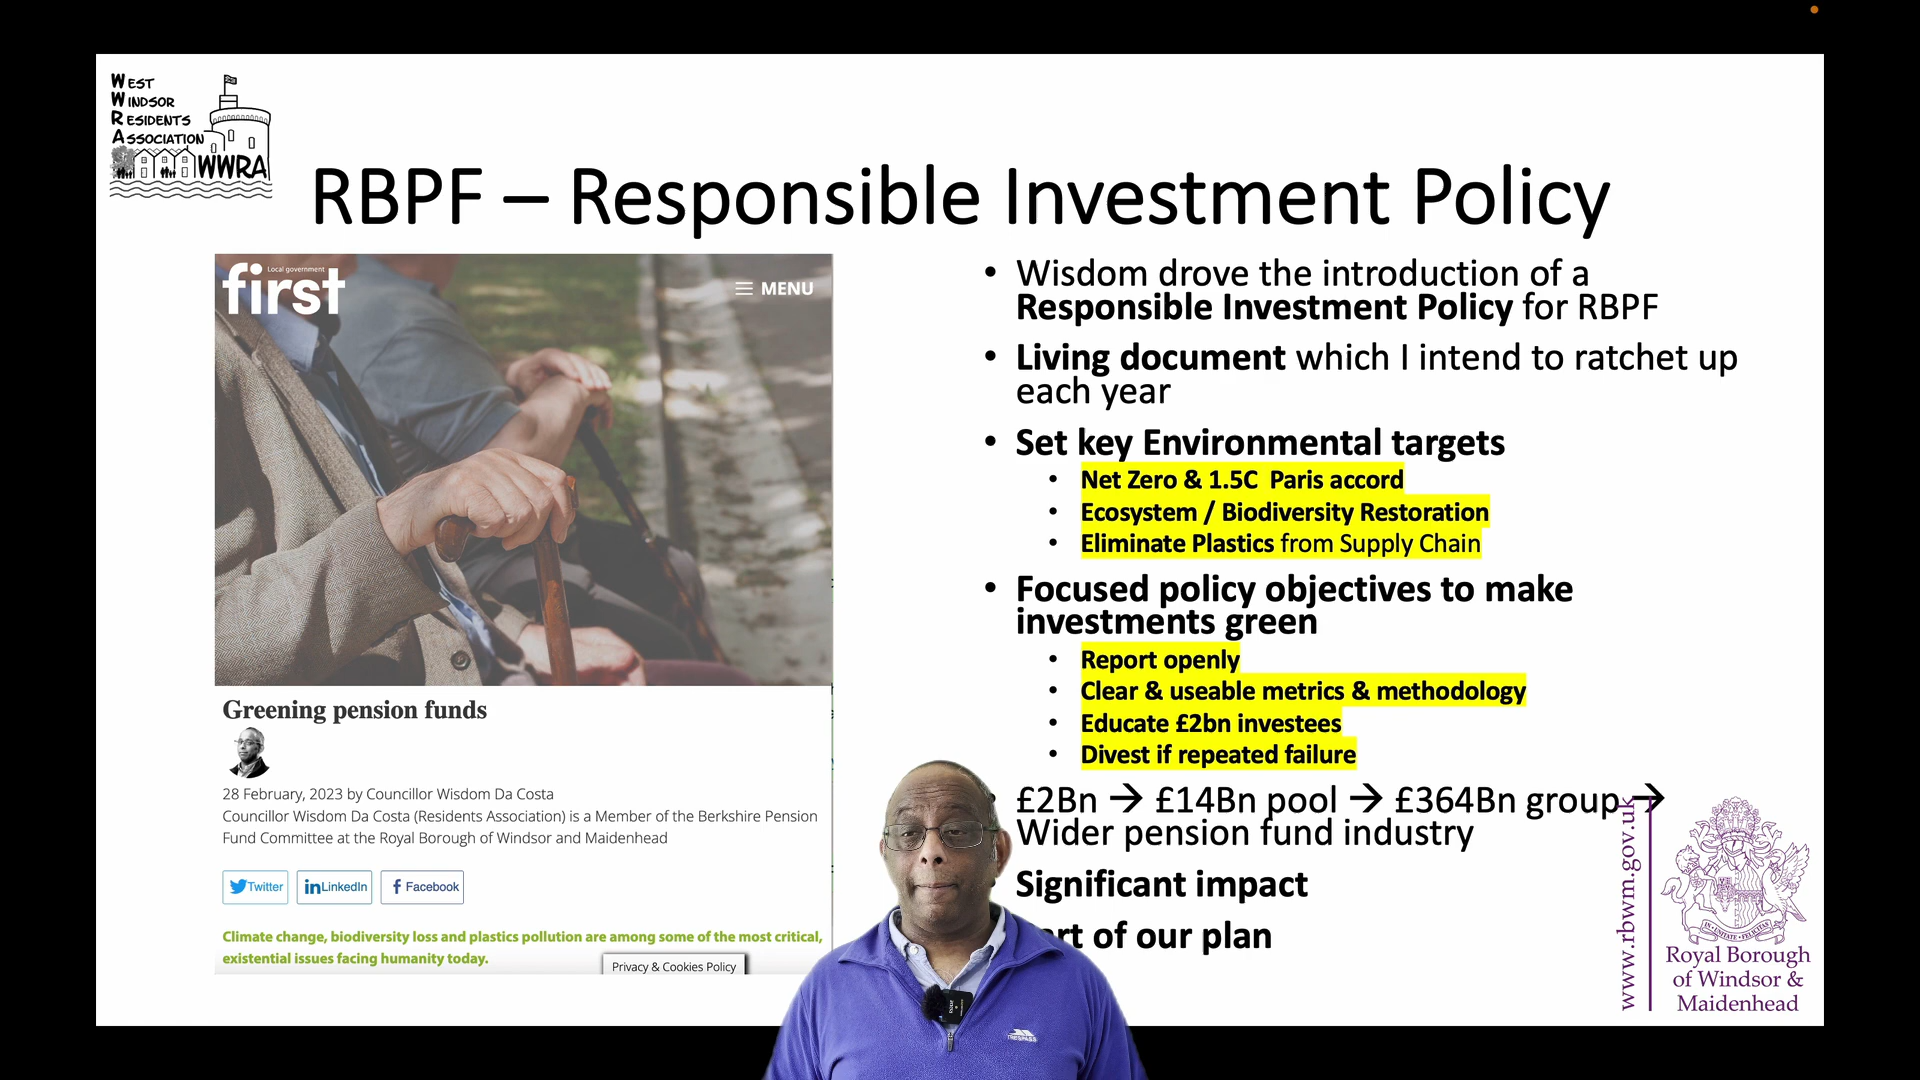 WEST
WINDSOR
RESIDENTS
ASSOCIATION
WWRA
RBPF – Responsible Investment Policy
Local government
first
MENU
Greening pension funds
28 February, 2023 by Councillor Wisdom Da Costa
Councillor Wisdom Da Costa (Residents Association) is a Member of the Berkshire Pension
Fund Committee at the Royal Borough of Windsor and Maidenhead
Twitter
LinkedIn
Facebook
Climate change, biodiversity loss and plastics pollution are among some of the most critical,
existential issues facing humanity today.
Privacy & Cookies Policy
• Wisdom drove the introduction of a
Responsible Investment Policy for RBPF
• Living document which I intend to ratchet up
each year
• Set key Environmental targets
• Net Zero & 1.5C Paris accord
• Ecosystem / Biodiversity Restoration
• Eliminate Plastics from Supply Chain
• Focused policy objectives to make
investments green
• Report openly
• Clear & useable metrics & methodology
• Educate £2bn investees
• Divest if repeated failure
£2Bn → £14Bn pool → £364Bn group →
Wider pension fund industry
Significant impact
of our plan
TRESPASS
www.rbwm.gov.uk
Royal Borough
of Windsor &
Maidenhead